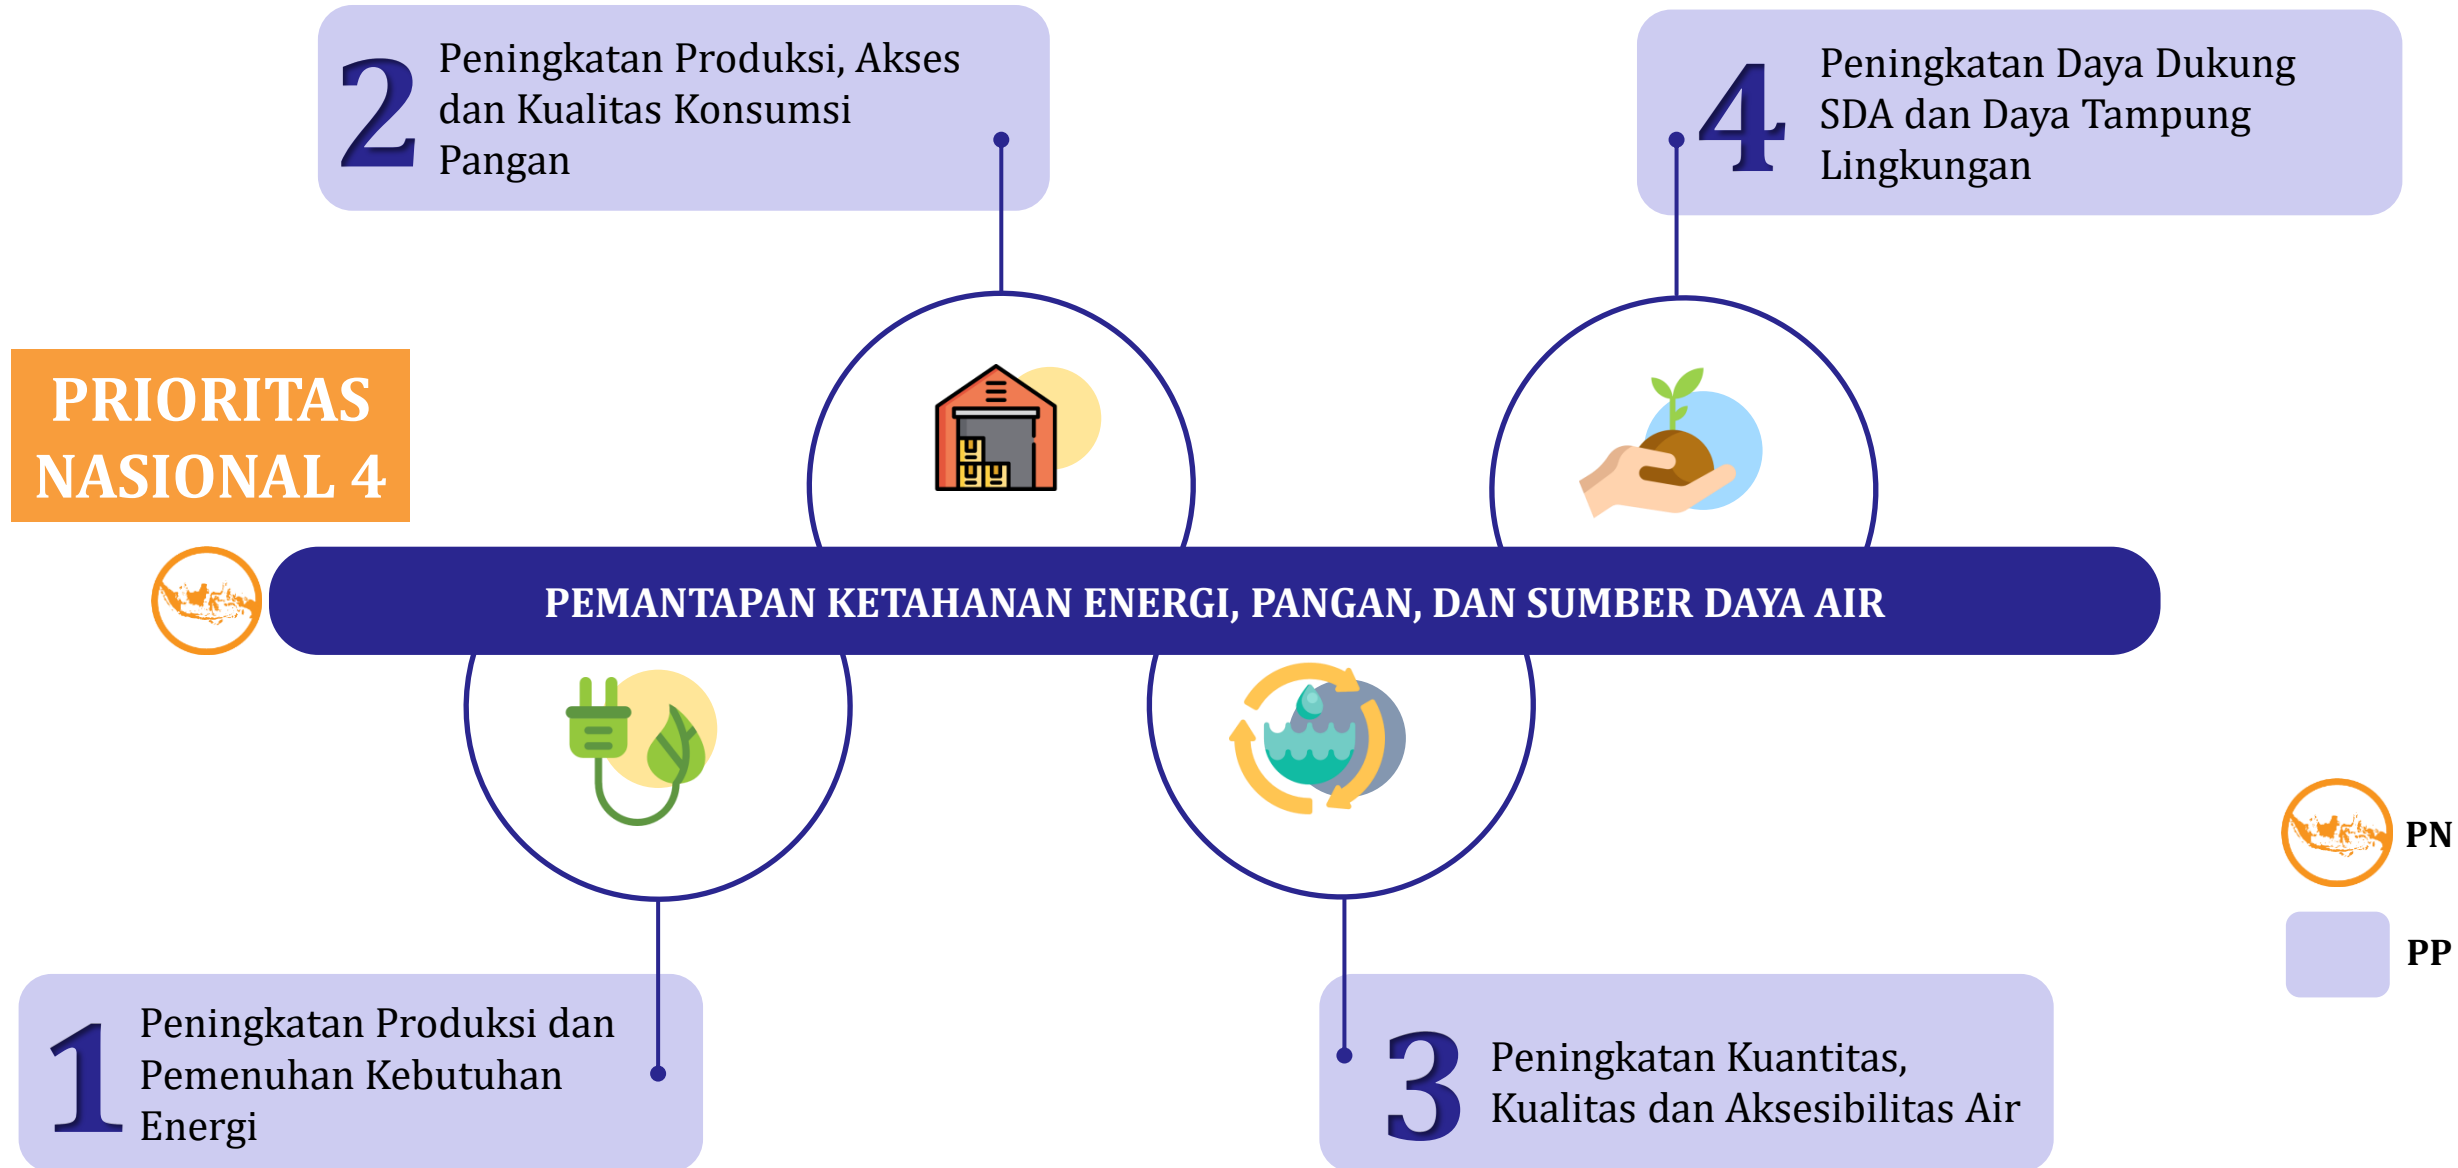 2
Peningkatan Produksi, Akses
dan Kualitas Konsumsi
Pangan
4
Peningkatan Daya Dukung
SDA dan Daya Tampung
Lingkungan
PRIORITAS
NASIONAL 4
PEMANTAPAN KETAHANAN ENERGI, PANGAN, DAN SUMBER DAYA AIR
1
Peningkatan Produksi dan
Pemenuhan Kebutuhan
Energi
3
Peningkatan Kuantitas,
Kualitas dan Aksesibilitas Air
PN
PP